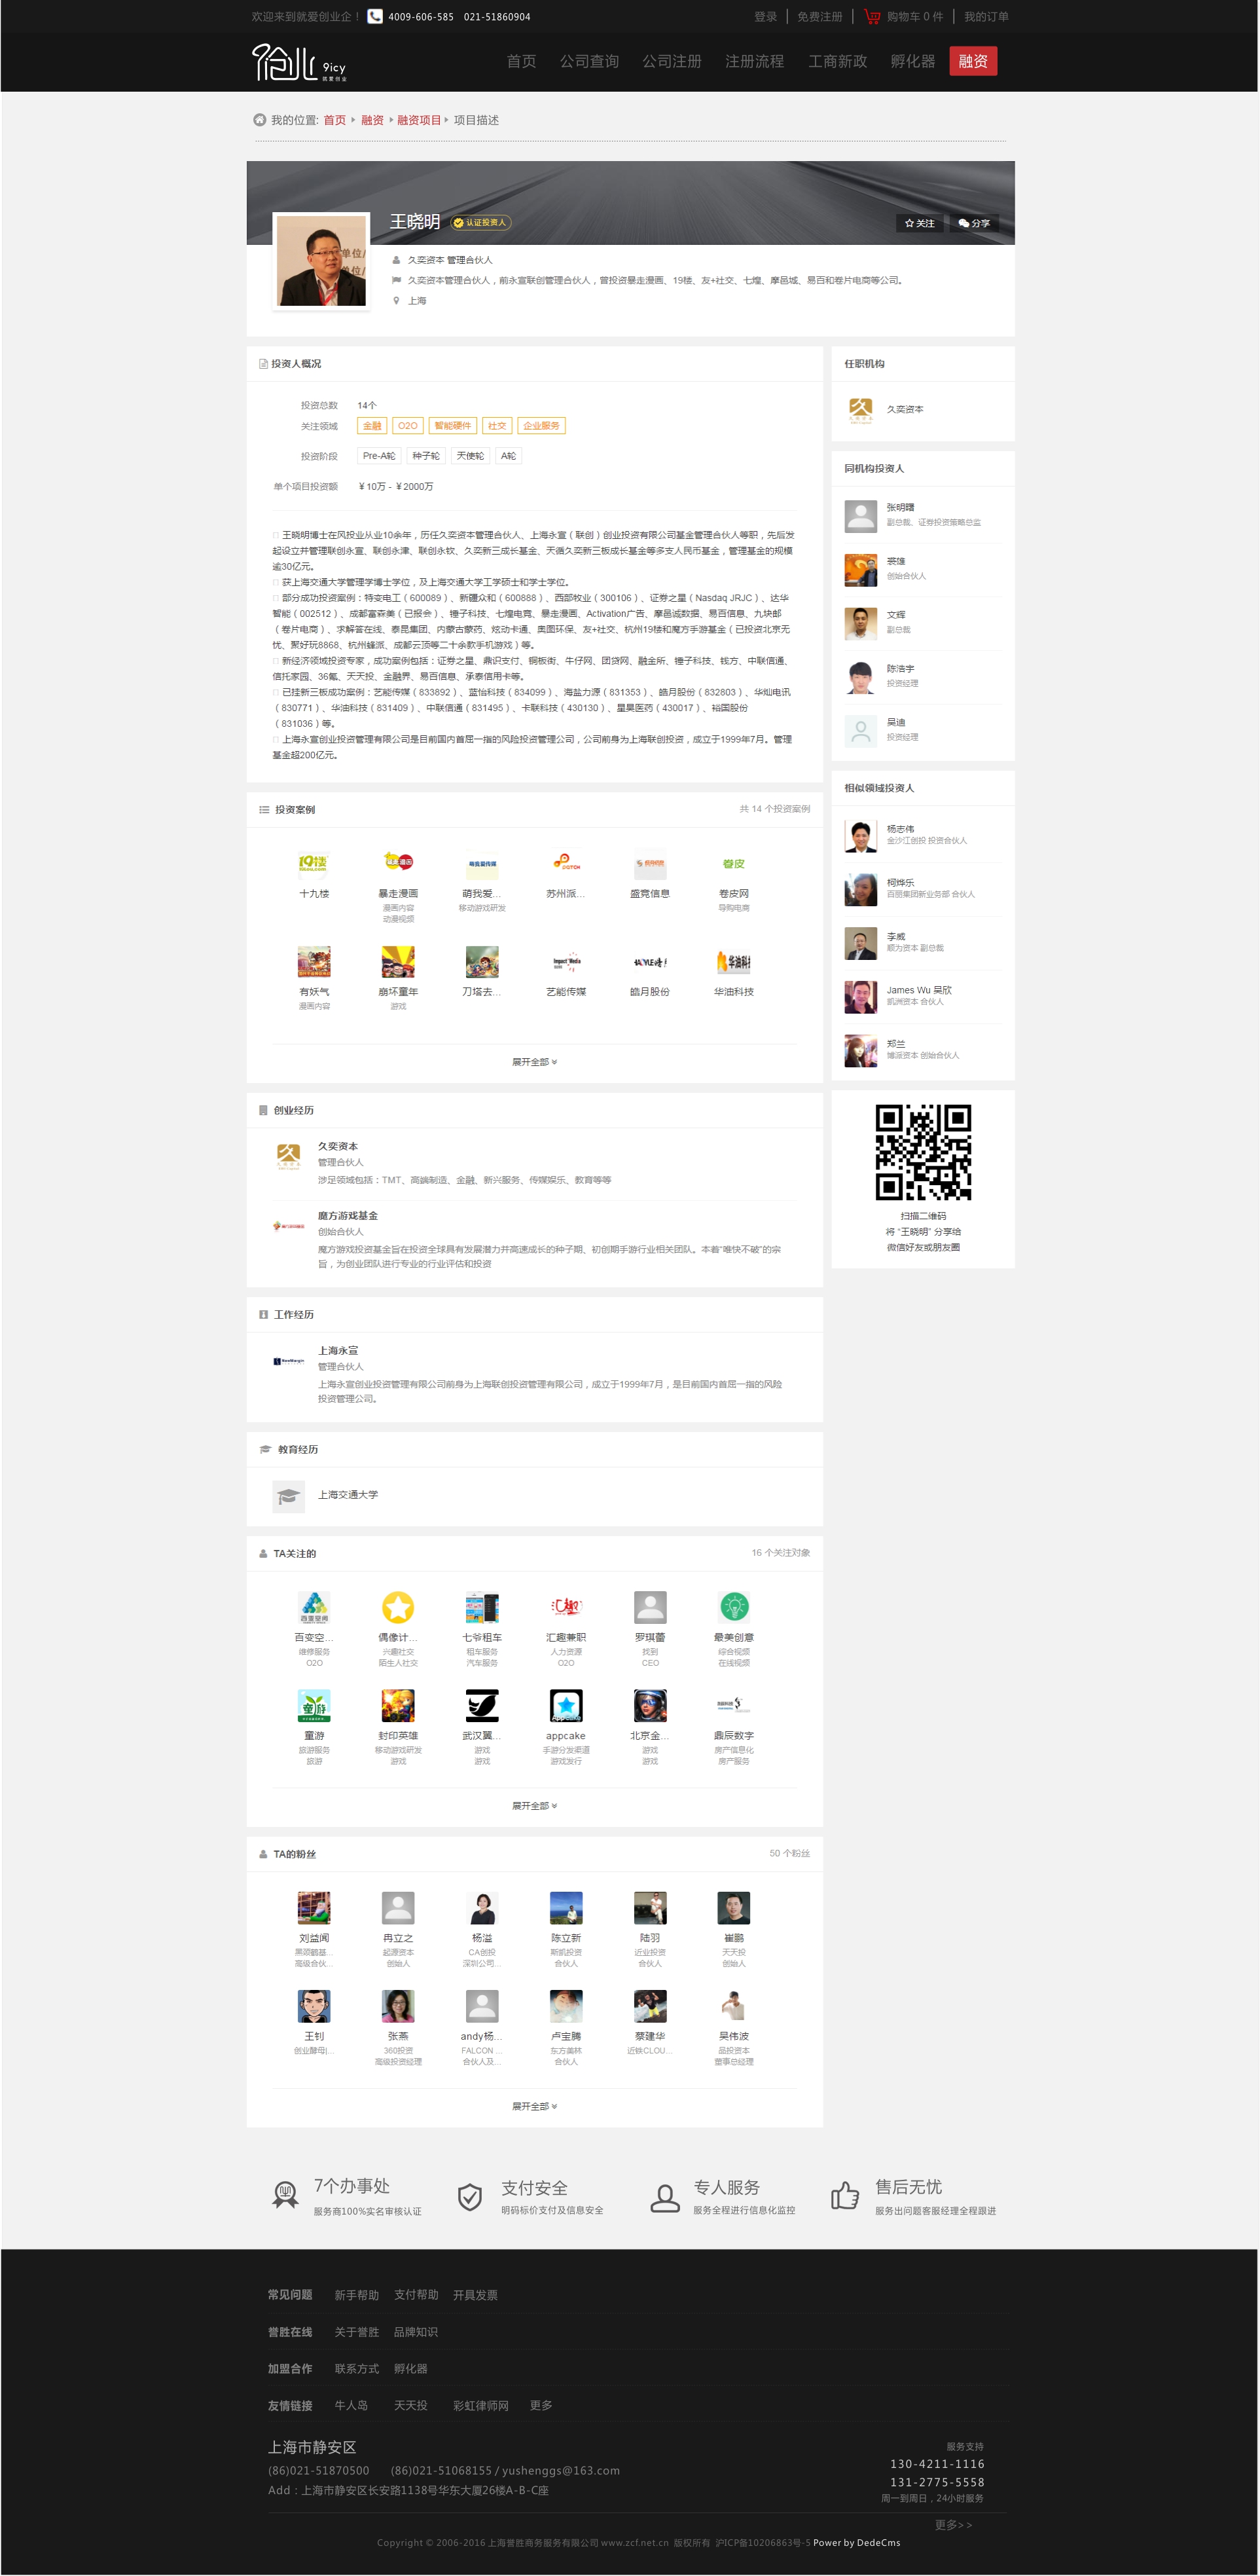 欢迎来到就爱创业企！ 4009-606-585 021-51860904
登录 免费注册 购物车 0 件 我的订单
9icy
就爱创业
首页 公司查询 公司注册 注册流程 工商新政 孵化器 融资
我的位置: 首页 融资 融资项目 项目描述
王晓明 认证投资人
关注 分享
久奕资本 管理合伙人
久奕资本管理合伙人，前永宣联创管理合伙人，曾投资暴走漫画、19楼、友+社交、七煌、摩邑城、易百和卷片电商等公司。
上海
投资人概况
投资总数 14个
关注领域 金融 O2O 智能硬件 社交 企业服务
投资阶段 Pre-A轮 种子轮 天使轮 A轮
单个项目投资额 ￥10万 - ￥2000万
王晓明博士在风投业从业10余年，历任久奕资本管理合伙人、上海永宣（联创）创业投资有限公司基金管理合伙人等职，先后发
起设立并管理联创永宣、联创永津、联创永钦、久奕新三成长基金、天循久奕新三板成长基金等多支人民币基金，管理基金的规模
逾30亿元。
获上海交通大学管理学博士学位，及上海交通大学工学硕士和学士学位。
部分成功投资案例：特变电工（600089）、新疆众和（600888）、西部牧业（300106）、证券之星（Nasdaq JRJC）、达华
智能（002512）、成都富森美（已报会）、锤子科技、七煌电竞、暴走漫画、Activation广告、摩邑诚数据、易百信息、九块邮
（卷片电商）、求解答在线、泰昆集团、内蒙古蒙药、炫动卡通、奥图环保、友+社交、杭州19楼和魔方手游基金（已投资北京无
忧、聚好玩8868、杭州蜂派、成都云顶等二十余款手机游戏）等。
新经济领域投资专家，成功案例包括：证券之星、鼎识支付、铜板街、牛仔网、团贷网、融金所、锤子科技、钱方、中联信通、
信托家园、36氪、天天投、金融界、易百信息、承泰信用卡等。
已挂新三板成功案例：艺能传媒（833892）、蓝怡科技（834099）、海盐力源（831353）、皓月股份（832803）、华灿电讯
（830771）、华油科技（831409）、中联信通（831495）、卡联科技（430130）、星昊医药（430017）、裕国股份
（831036）等。
上海永宣创业投资管理有限公司是目前国内首屈一指的风险投资管理公司，公司前身为上海联创投资，成立于1999年7月。管理
基金超200亿元。
任职机构
久奕资本
同机构投资人
张明曙
副总裁、证券投资策略总监
裘雄
创始合伙人
文辉
副总裁
陈浩宇
投资经理
吴迪
投资经理
相似领域投资人
杨志伟
金沙江创投 投资合伙人
柯烨乐
百丽集团新业务部 合伙人
李威
顺为资本 副总裁
James Wu 吴欣
凯洲资本 合伙人
郑兰
博派资本 创始合伙人
扫描二维码
将 “王晓明” 分享给
微信好友或朋友圈
投资案例 共 14 个投资案例
十九楼 暴走漫画 萌我爱... 苏州派... 盛竞信息 卷皮网
漫画内容 移动游戏研发 导购电商
动漫视频
有妖气 崩坏童年 刀塔去... 艺能传媒 皓月股份 华油科技
漫画内容 游戏
展开全部
创业经历
久奕资本
管理合伙人
涉足领域包括：TMT、高端制造、金融、新兴服务、传媒娱乐、教育等等
魔方游戏基金
创始合伙人
魔方游戏投资基金旨在投资全球具有发展潜力并高速成长的种子期、初创期手游行业相关团队。本着“唯快不破”的宗
旨，为创业团队进行专业的行业评估和投资
工作经历
上海永宣
管理合伙人
上海永宣创业投资管理有限公司前身为上海联创投资管理有限公司，成立于1999年7月，是目前国内首屈一指的风险
投资管理公司。
教育经历
上海交通大学
TA关注的 16 个关注对象
百变空... 偶像计... 七爷租车 汇趣兼职 罗琪蕾 最美创意
维修服务 兴趣社交 租车服务 人力资源 找到 综合视频
O2O 陌生人社交 汽车服务 O2O CEO 在线视频
童游 封印英雄 武汉翼... appcake 北京金... 鼎辰数字
旅游服务 移动游戏研发 游戏 手游分发渠道 游戏 房产信息化
旅游 游戏 游戏 游戏发行 游戏 房产服务
展开全部
TA的粉丝 50 个粉丝
刘益闻 冉立之 杨溢 陈立新 陆羽 崔鹏
黑颈鹤基... 起源资本 CA创投 斯凯投资 近业投资 天天投
高级合伙... 创始人 深圳公司... 合伙人 合伙人 创始人
王钊 张燕 andy杨... 卢宝腾 蔡建华 吴伟波
创业酵母|... 360投资 FALCON ... 东方美林 近铁CLOU... 品投资本
高级投资经理 合伙人及... 合伙人 董事总经理
展开全部
7个办事处 支付安全 专人服务 售后无忧
服务商100%实名审核认证 明码标价支付及信息安全 服务全程进行信息化监控 服务出问题客服经理全程跟进
常见问题 新手帮助 支付帮助 开具发票
誉胜在线 关于誉胜 品牌知识
加盟合作 联系方式 孵化器
友情链接 牛人岛 天天投 彩虹律师网 更多
上海市静安区
(86)021-51870500 (86)021-51068155 / yushenggs@163.com
Add：上海市静安区长安路1138号华东大厦26楼A-B-C座
服务支持
130-4211-1116
131-2775-5558
周一到周日，24小时服务
更多>>
Copyright © 2006-2016 上海誉胜商务服务有限公司 www.zcf.net.cn 版权所有 沪ICP备10206863号-5 Power by DedeCms